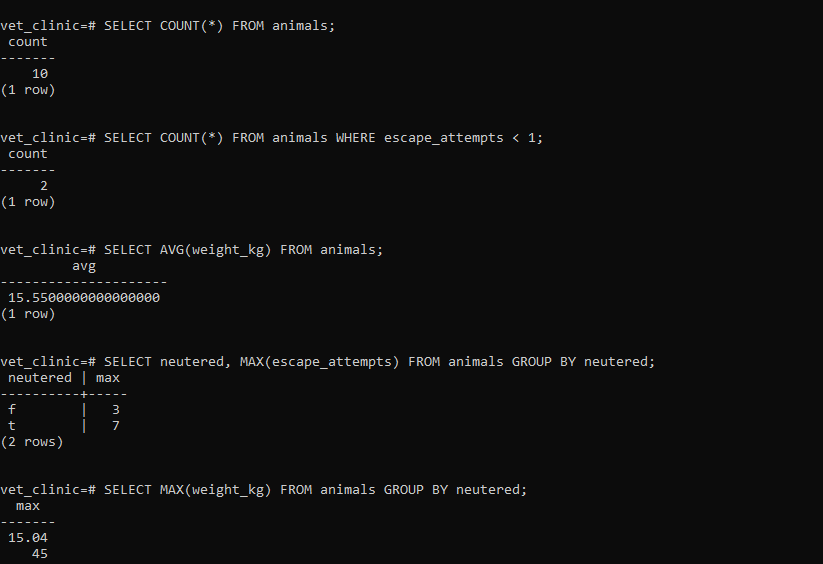 vet_clinic=# SELECT COUNT(*) FROM animals;
 count
-------
    10
(1 row)
vet_clinic=# SELECT COUNT(*) FROM animals WHERE escape_attempts < 1;
 count
-------
     2
(1 row)
vet_clinic=# SELECT AVG(weight_kg) FROM animals;
         avg
---------------------
 15.5500000000000000
(1 row)
vet_clinic=# SELECT neutered, MAX(escape_attempts) FROM animals GROUP BY neutered;
 neutered | max
----------+-----
 f        |   3
 t        |   7
(2 rows)
vet_clinic=# SELECT MAX(weight_kg) FROM animals GROUP BY neutered;
  max
-------
 15.04
    45